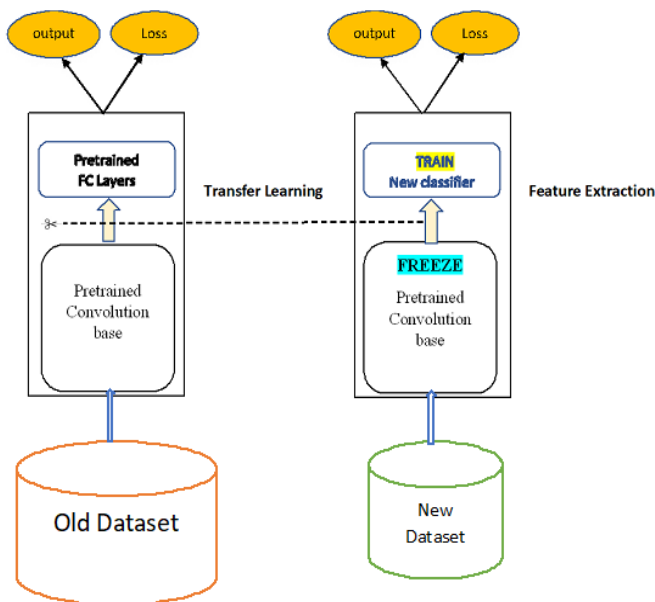 output
Loss
Pretrained
FC Layers
Transfer Learning
Pretrained
Convolution
base
Old Dataset
output
Loss
TRAIN
New classifier
Feature Extraction
FREEZE
Pretrained
Convolution
base
New
Dataset